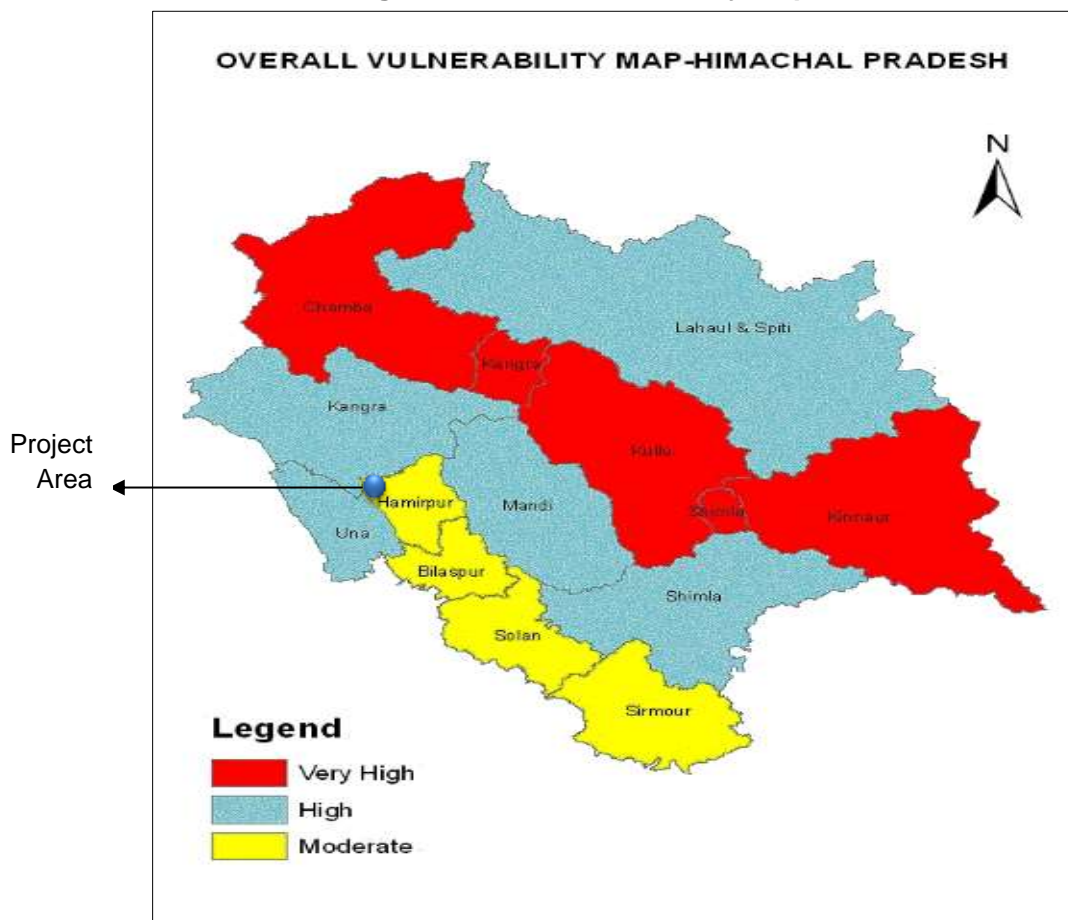 OVERALL VULNERABILITY MAP-HIMACHAL PRADESH
N
Chamba
Lahaul & Spiti
Kangra
Kangra
Project
Area
Kullu
Hamirpur
Mandi
Shimla
Kinnaur
Una
Bilaspur
Shimla
Solan
Sirmour
Legend
Very High
High
Moderate